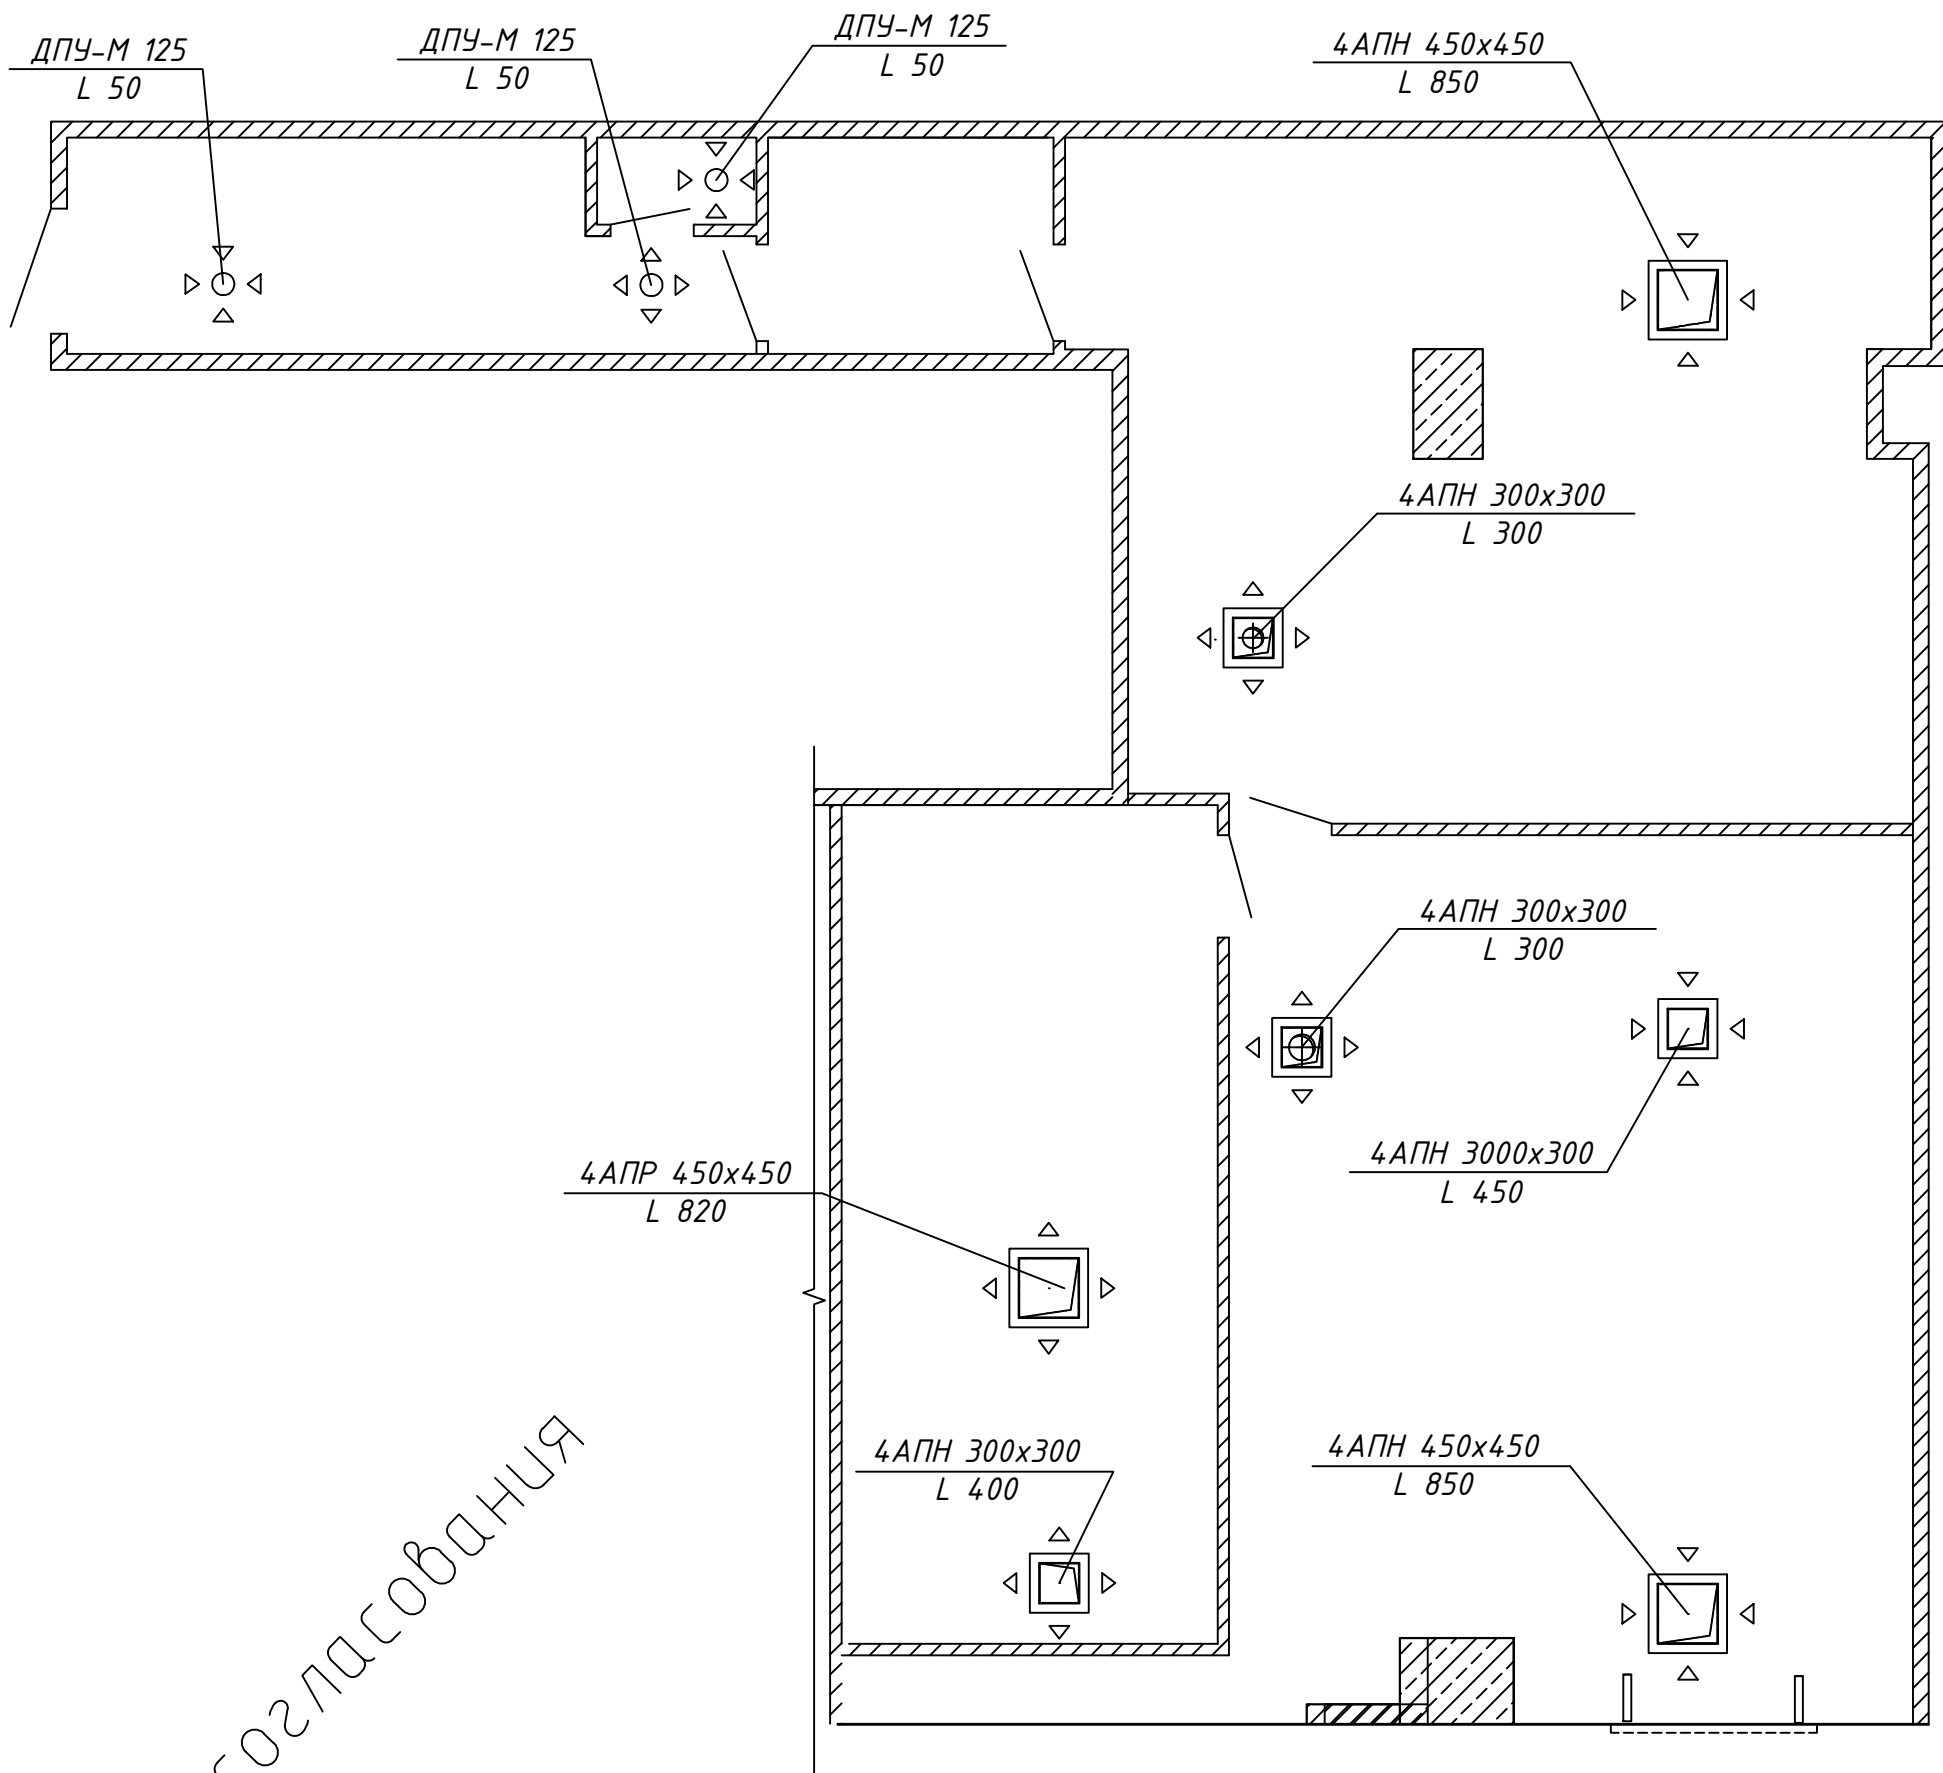 ДПУ-М 125
L 50
ДПУ-М 125
L 50
ДПУ-М 125
L 50
4АПН 450х450
L 850
4АПН 300х300
L 300
4АПН 300х300
L 300
4АПН 3000х300
L 450
4АПР 450х450
L 820
4АПН 300х300
L 400
4АПН 450х450
L 850
согласования